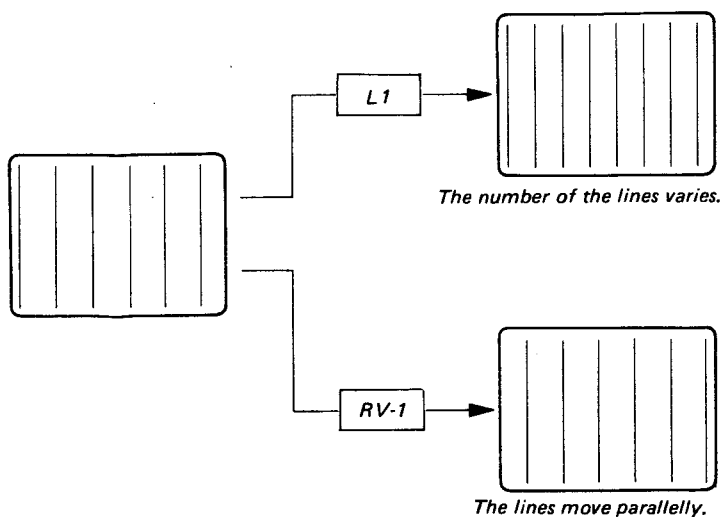 L1
The number of the lines varies.
RV-1
The lines move parallelly.